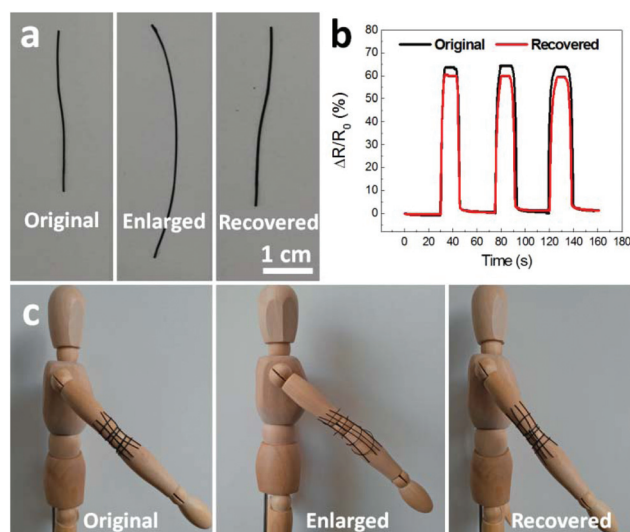 a
Original
Enlarged
Recovered
1 cm
b
Original
Recovered
ΔR/R₀ (%)
80
70
60
50
40
30
20
10
0
0 20 40 60 80 100 120 140 160 180
Time (s)
c
Original
Enlarged
Recovered